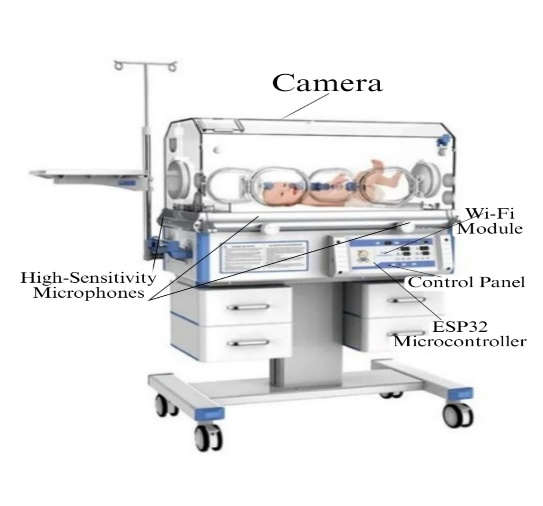 Camera
Wi-Fi
Module
High-Sensitivity
Microphones
Control Panel
ESP32
Microcontroller